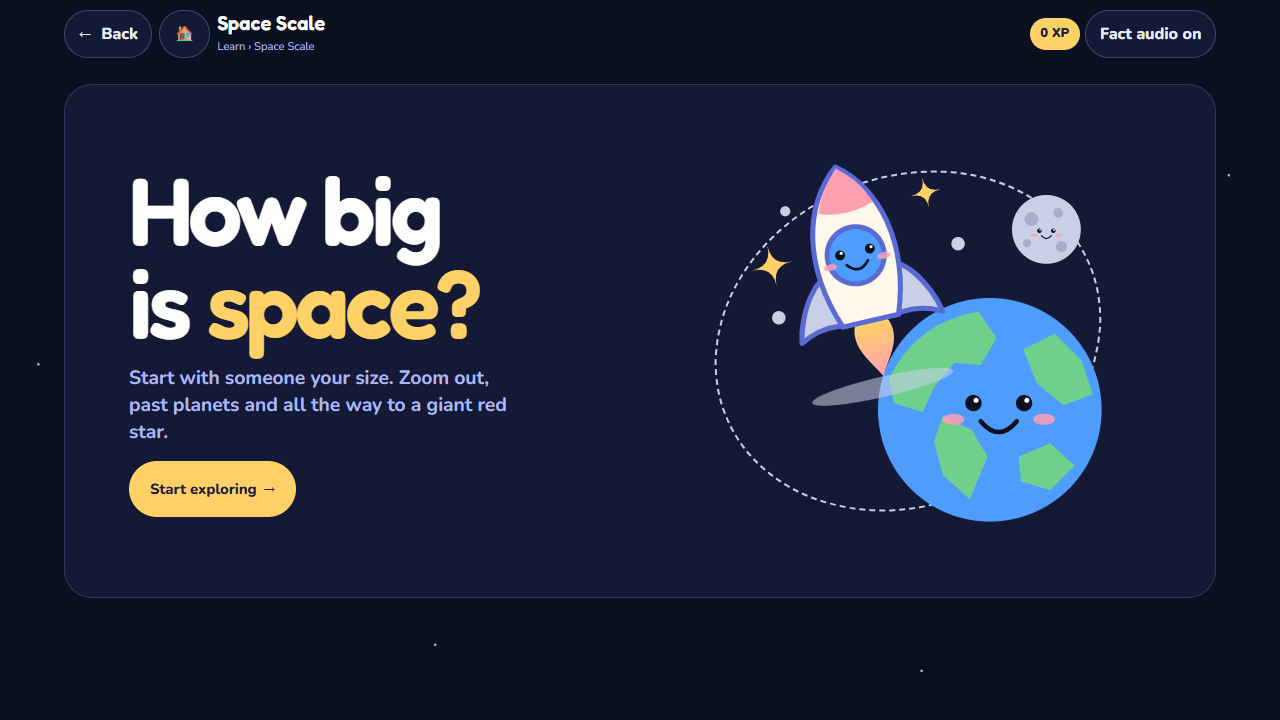 ← Back
Space Scale
Learn › Space Scale
0 XP
Fact audio on
How big
is space?
Start with someone your size. Zoom out,
past planets and all the way to a giant red
star.
Start exploring →